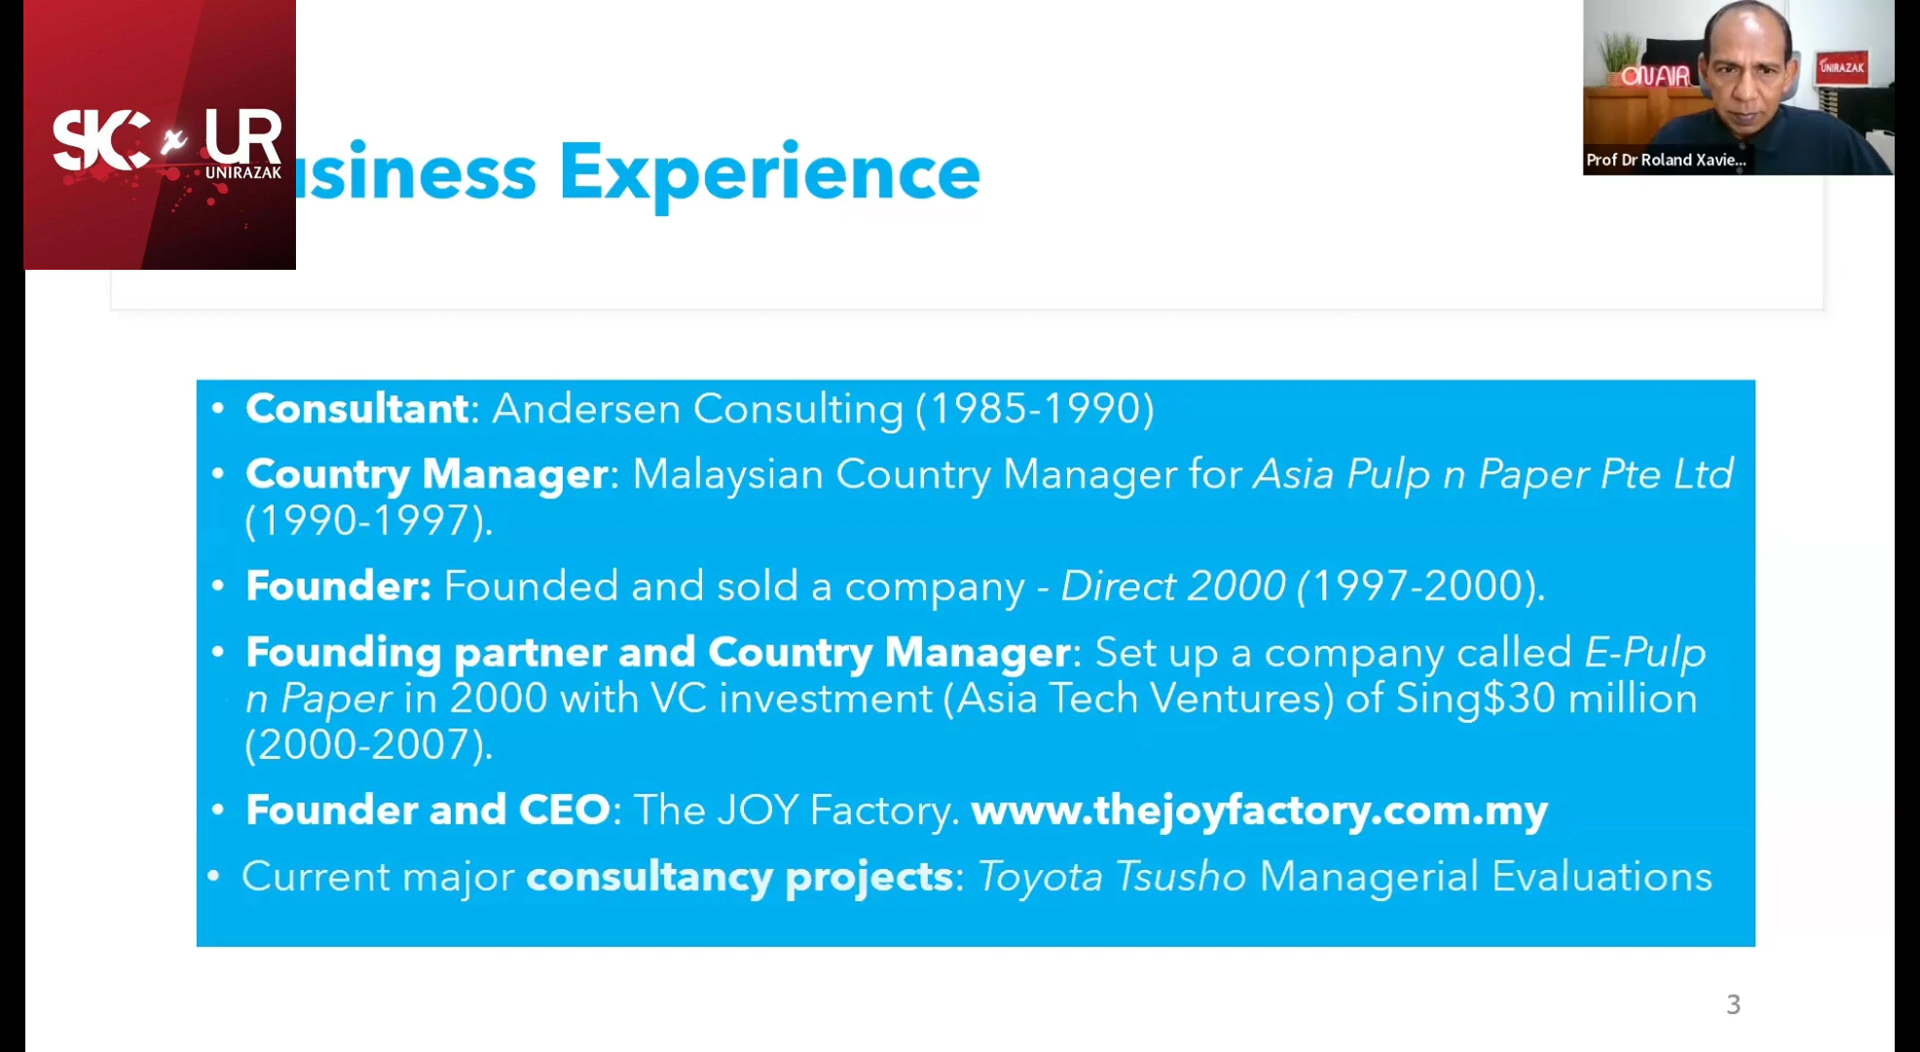 SIC x UR
UNIRAZAK
usiness Experience
ON AIR
UNIRAZAK
Prof Dr Roland Xavie...
• Consultant: Andersen Consulting (1985-1990)
• Country Manager: Malaysian Country Manager for Asia Pulp n Paper Pte Ltd
(1990-1997).
• Founder: Founded and sold a company - Direct 2000 (1997-2000).
• Founding partner and Country Manager: Set up a company called E-Pulp
n Paper in 2000 with VC investment (Asia Tech Ventures) of Sing$30 million
(2000-2007).
• Founder and CEO: The JOY Factory. www.thejoyfactory.com.my
• Current major consultancy projects: Toyota Tsusho Managerial Evaluations
3